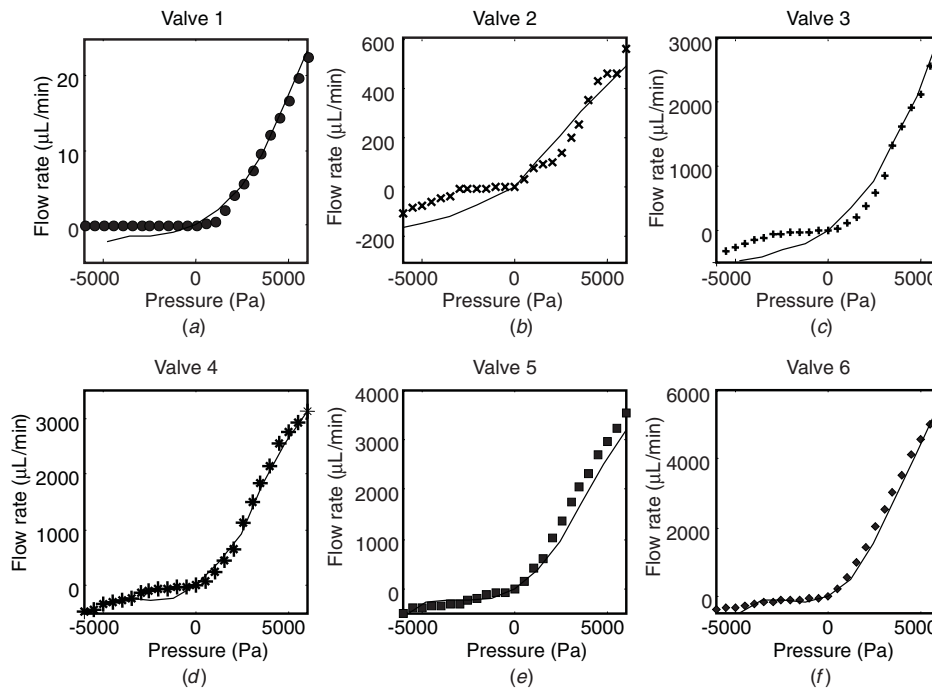 Valve 1
Flow rate (μL/min)
20
10
0
-5000 0 5000
Pressure (Pa)
(a)
Valve 2
Flow rate (μL/min)
600
400
200
0
-200
-5000 0 5000
Pressure (Pa)
(b)
Valve 3
Flow rate (μL/min)
3000
2000
1000
0
-5000 0 5000
Pressure (Pa)
(c)
Valve 4
Flow rate (μL/min)
3000
2000
1000
0
-5000 0 5000
Pressure (Pa)
(d)
Valve 5
Flow rate (μL/min)
4000
3000
2000
1000
0
-5000 0 5000
Pressure (Pa)
(e)
Valve 6
Flow rate (μL/min)
6000
4000
2000
0
-5000 0 5000
Pressure (Pa)
(f)